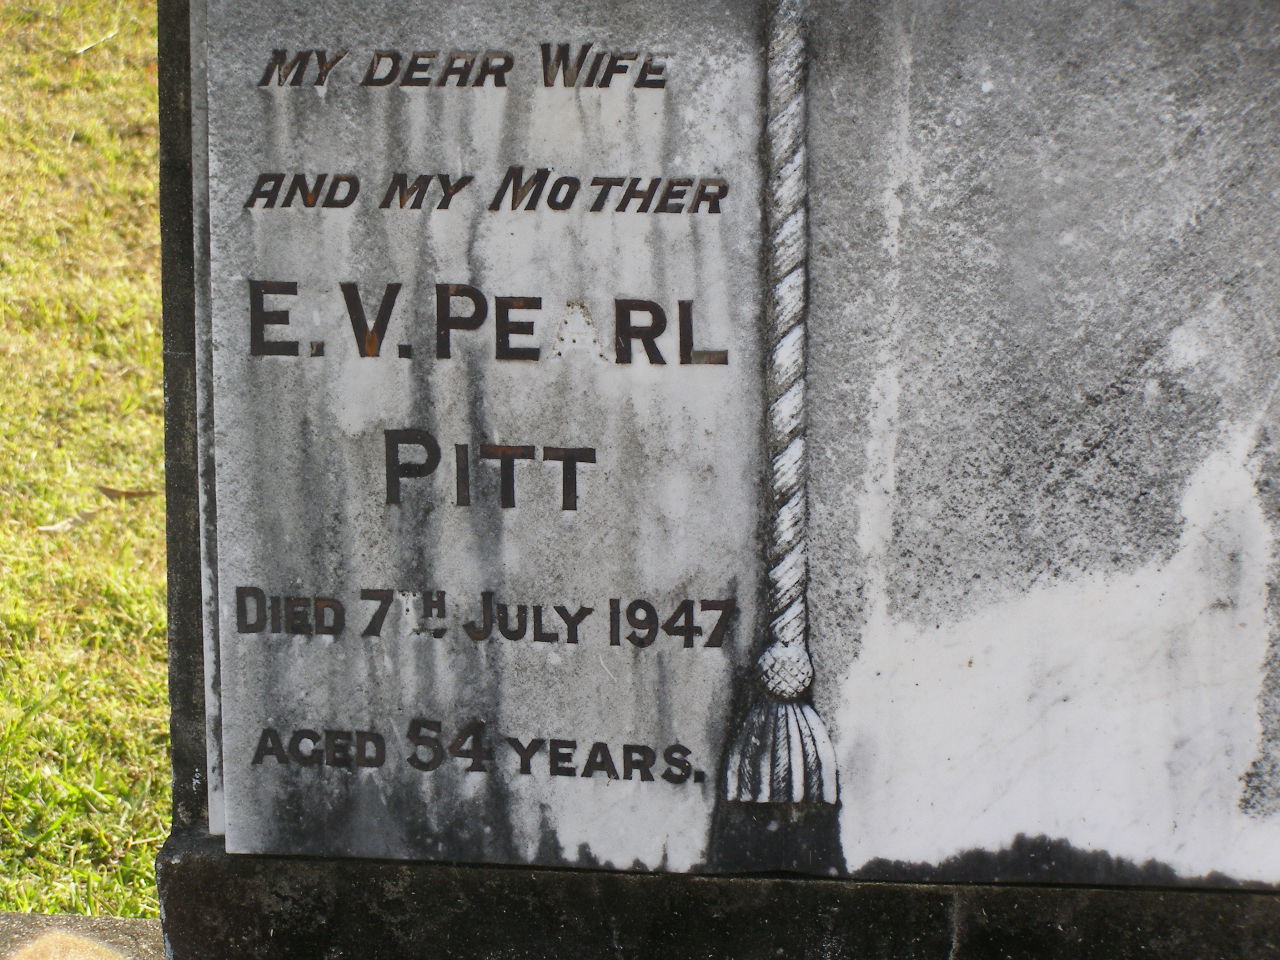 MY DEAR WIFE
AND MY MOTHER
E. V. PEARL
PITT
DIED 7TH JULY 1947
AGED 54 YEARS.